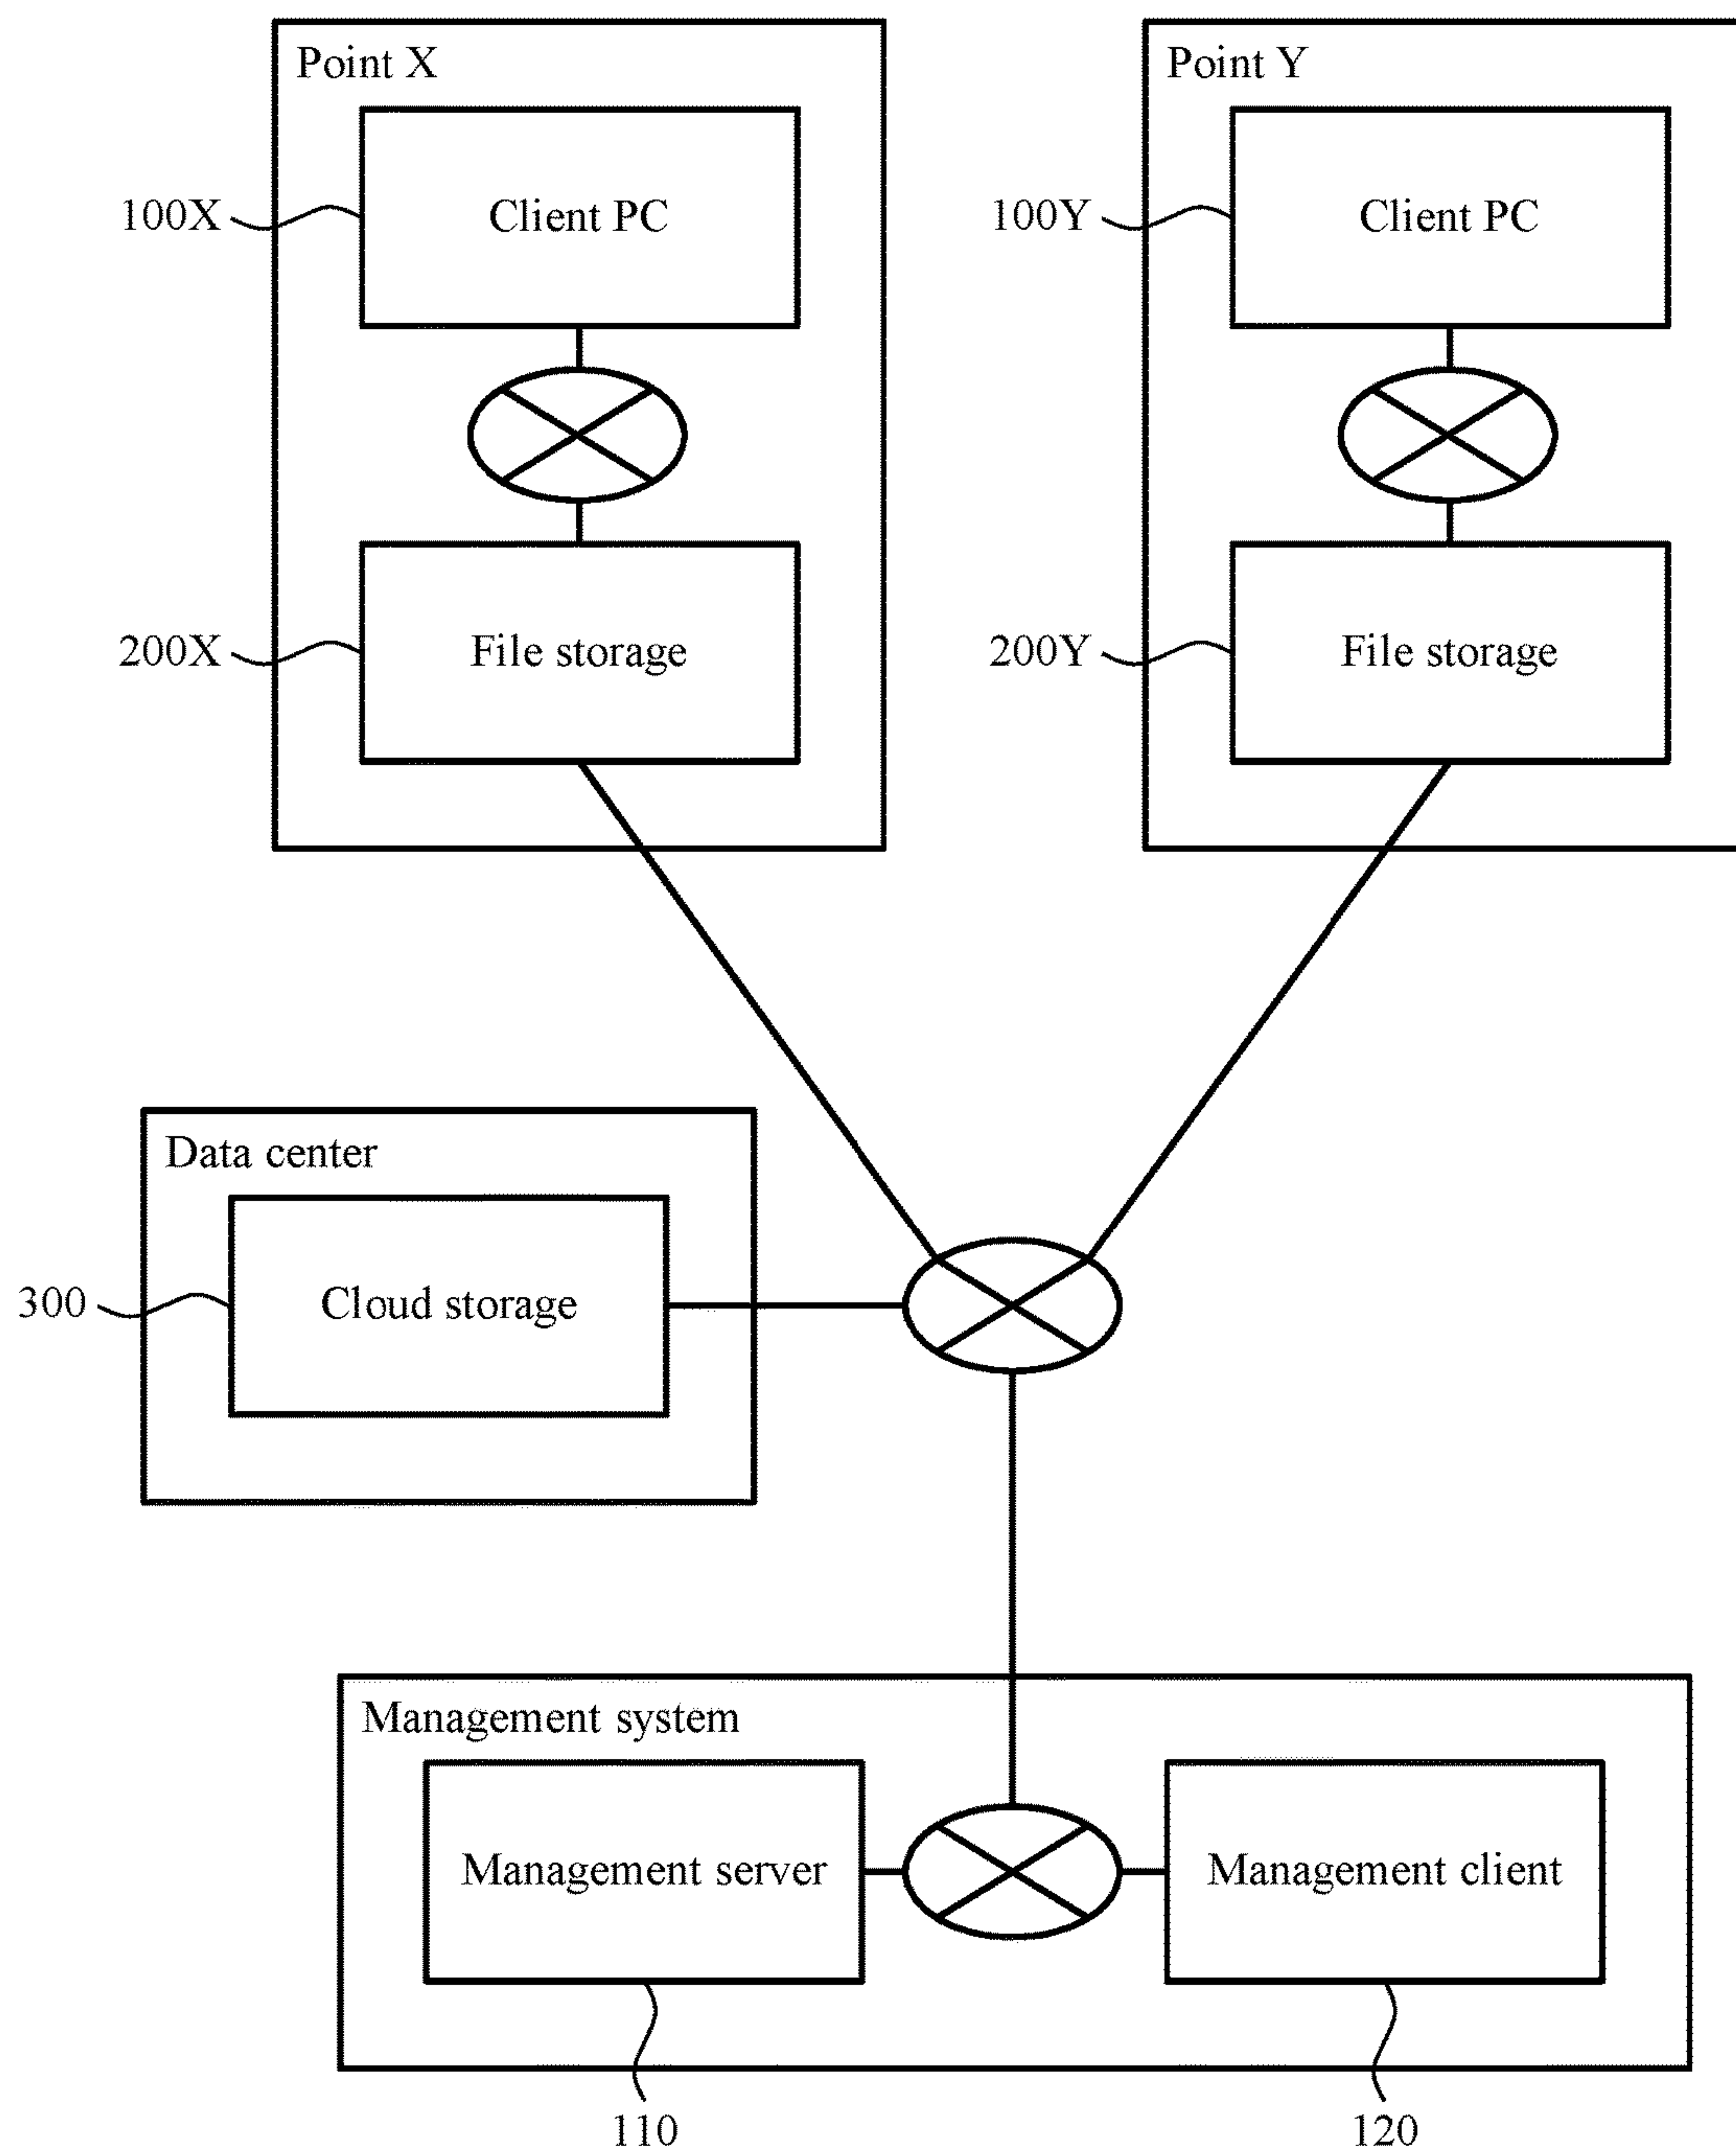 Point X
Point Y
100X
Client PC
100Y
Client PC
200X
File storage
200Y
File storage
Data center
300
Cloud storage
Management system
Management server
Management client
110
120